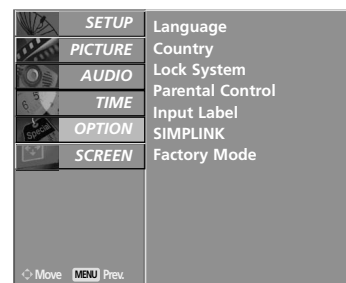 SETUP
PICTURE
AUDIO
TIME
OPTION
SCREEN
Language
Country
Lock System
Parental Control
Input Label
SIMPLINK
Factory Mode
Move MENU Prev.